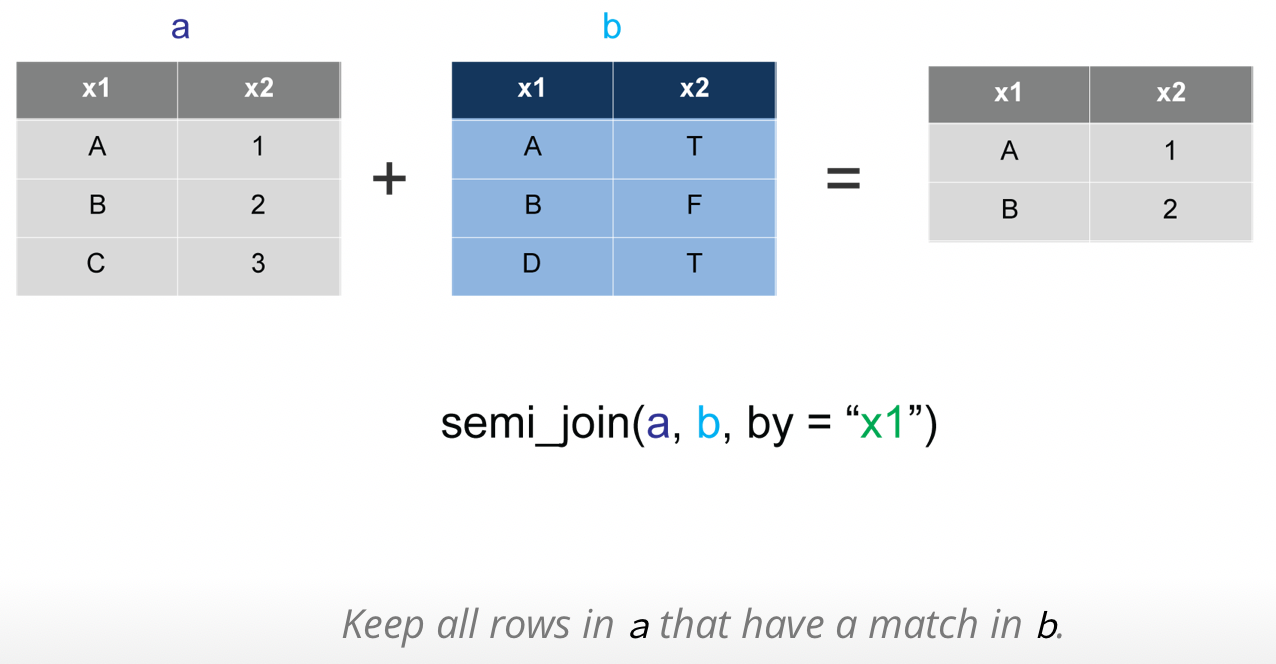 a b
x1 x2 x1 x2 x1 x2
A 1 A T A 1
B 2 + B F = B 2
C 3 D T
semi_join(a, b, by = “x1”)
Keep all rows in a that have a match in b.